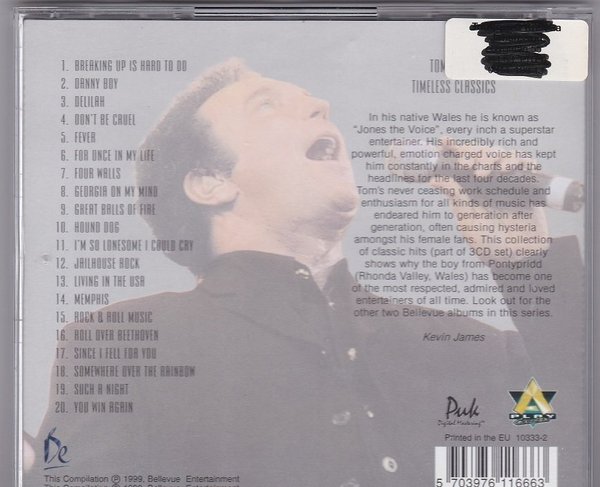 1. BREAKING UP IS HARD TO DO
2. DANNY BOY
3. DELILAH
4. DON'T BE CRUEL
5. FEVER
6. FOR ONCE IN MY LIFE
7. FOUR WALLS
8. GEORGIA ON MY MIND
9. GREAT BALLS OF FIRE
10. HOUND DOG
11. I'M SO LONESOME I COULD CRY
12. JAILHOUSE ROCK
13. LIVING IN THE USA
14. MEMPHIS
15. ROCK & ROLL MUSIC
16. ROLL OVER BEETHOVEN
17. SINCE I FELL FOR YOU
18. SOMEWHERE OVER THE RAINBOW
19. SUCH A NIGHT
20. YOU WIN AGAIN
TOM
TIMELESS CLASSICS
In his native Wales he is known as
"Jones the Voice", every inch a superstar
entertainer. His incredibly rich and
powerful, emotion charged voice has kept
him constantly in the charts and the
headlines for the last four decades.
Tom's never ceasing work schedule and
enthusiasm for all kinds of music has
endeared him to generation after
generation, often causing hysteria
amongst his female fans. This collection
of classic hits (part of 3CD set) clearly
shows why the boy from Pontypridd
(Rhonda Valley, Wales) has become one
of the most respected, admired and loved
entertainers of all time. Look out for the
other two Bellevue albums in this series.
Kevin James
Be
Puk
Digital Mastering™
PLAY
Printed in the EU 10333-2
This Compilation ℗ 1999, Bellevue Entertainment
This Compilation © 1999, Bellevue Entertainment
5 703976 116663